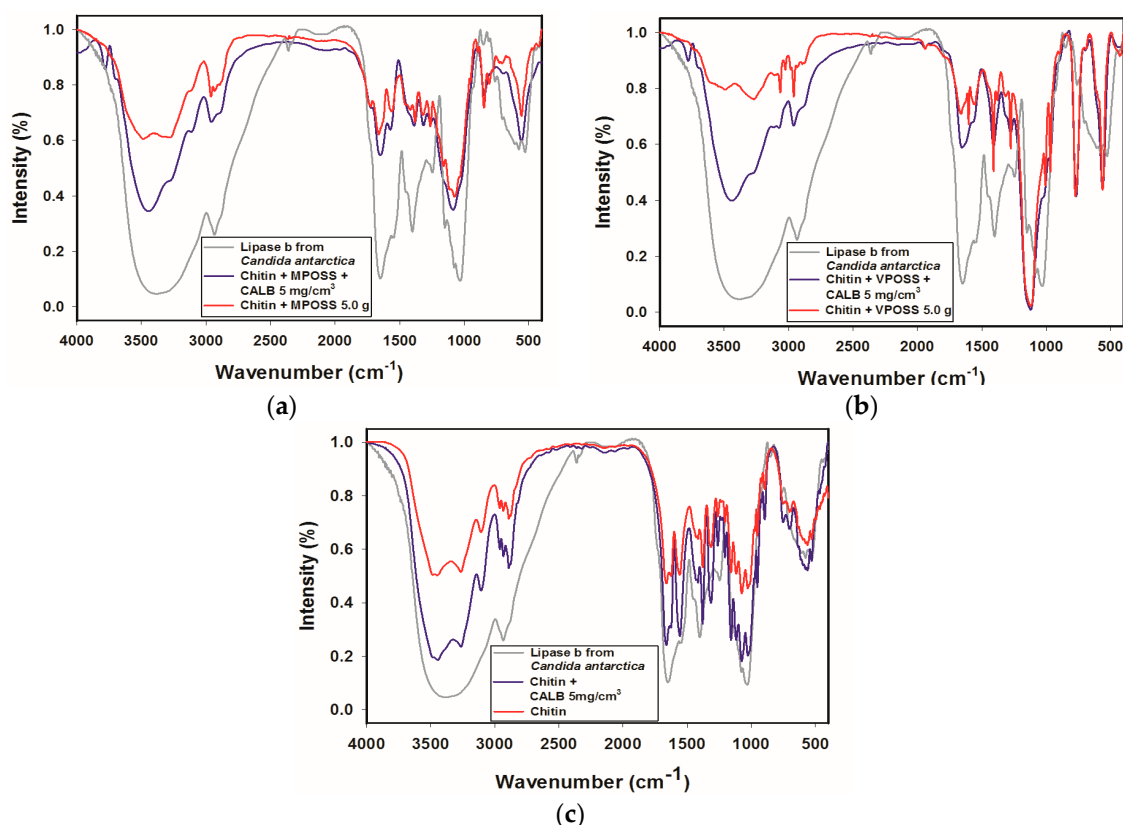 Intensity (%)
1.0
0.8
0.6
0.4
0.2
0.0
Lipase b from
Candida antarctica
Chitin + MPOSS +
CALB 5 mg/cm³
Chitin + MPOSS 5.0 g
4000 3500 3000 2500 2000 1500 1000 500
Wavenumber (cm⁻¹)
(a)
Intensity (%)
1.0
0.8
0.6
0.4
0.2
0.0
Lipase b from
Candida antarctica
Chitin + VPOSS +
CALB 5 mg/cm³
Chitin + VPOSS 5.0 g
4000 3500 3000 2500 2000 1500 1000 500
Wavenumber (cm⁻¹)
(b)
Intensity (%)
1.0
0.8
0.6
0.4
0.2
0.0
Lipase b from
Candida antarctica
Chitin +
CALB 5mg/cm³
Chitin
4000 3500 3000 2500 2000 1500 1000 500
Wavenumber (cm⁻¹)
(c)